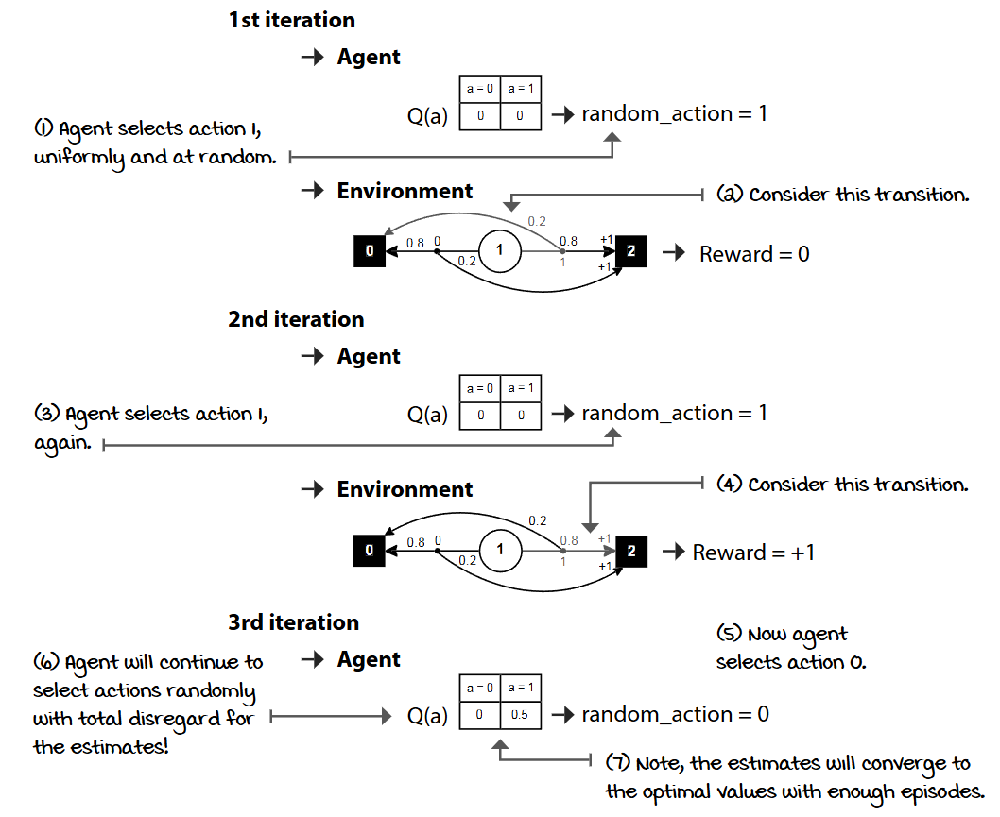 1st iteration
→ Agent
a = 0 a = 1
Q(a) 0 0 → random_action = 1
(1) Agent selects action 1,
uniformly and at random.
→ Environment
(2) Consider this transition.
0.2
0 0.8 0 1 0.8 +1 2
0.2 1 +1
→ Reward = 0
2nd iteration
→ Agent
a = 0 a = 1
Q(a) 0 0 → random_action = 1
(3) Agent selects action 1,
again.
→ Environment
(4) Consider this transition.
0.2
0 0.8 0 1 0.8 +1 2
0.2 1 +1
→ Reward = +1
3rd iteration
→ Agent
(5) Now agent
selects action 0.
(6) Agent will continue to
select actions randomly
with total disregard for
the estimates!
a = 0 a = 1
Q(a) 0 0.5 → random_action = 0
(7) Note, the estimates will converge to
the optimal values with enough episodes.